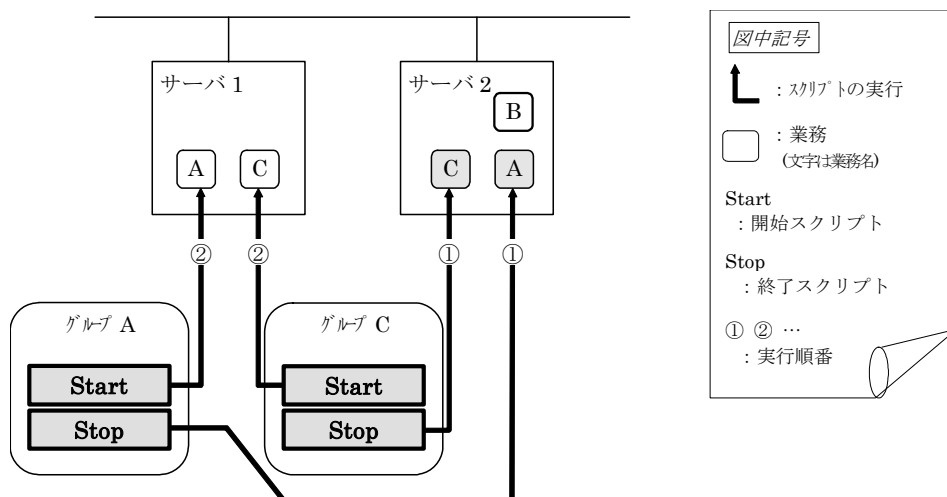 サーバ 1
サーバ 2
B
A
C
C
A
②
②
①
①
グループ A
Start
Stop
グループ C
Start
Stop
図中記号
：スクリプトの実行
：業務
(文字は業務名)
Start
：開始スクリプト
Stop
：終了スクリプト
① ② …
：実行順番